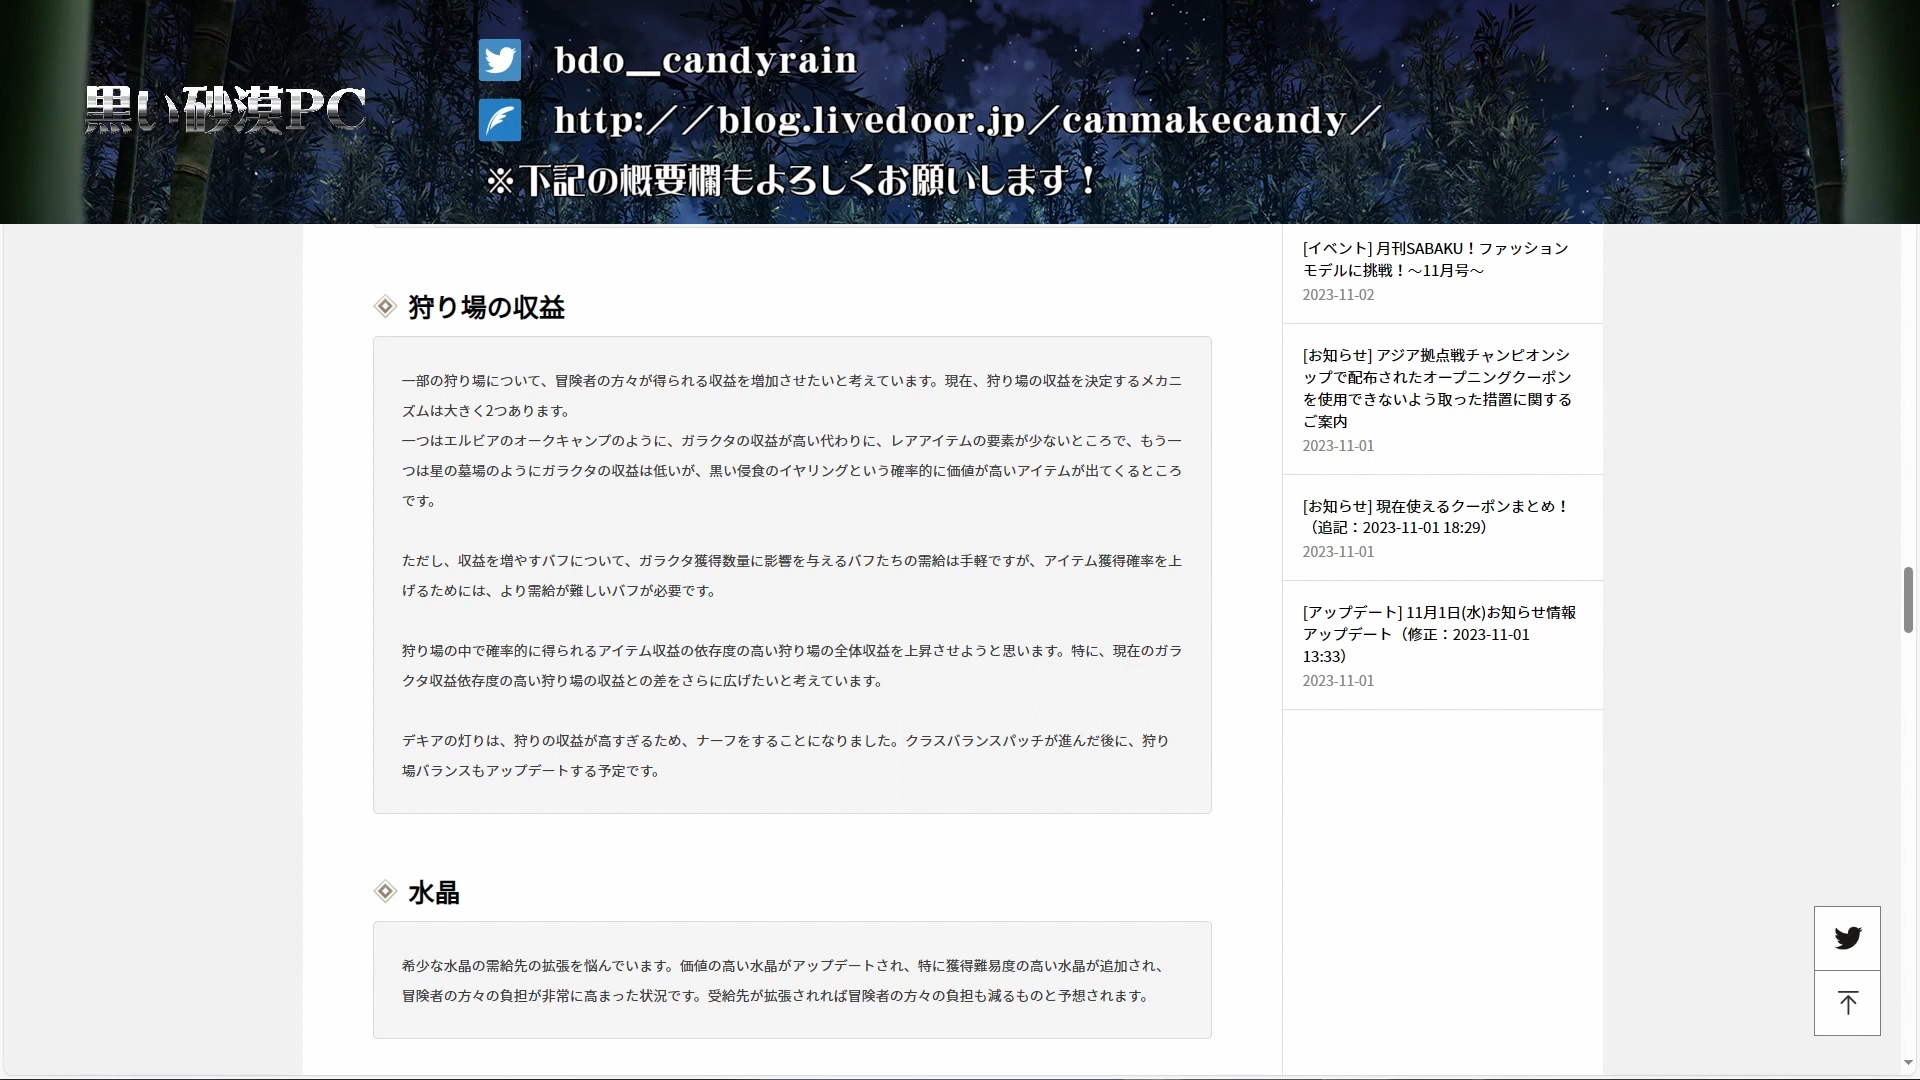 黒い砂漠PC
bdo__candyrain
http://blog.livedoor.jp/canmakecandy/
※下記の概要欄もよろしくお願いします！
狩り場の収益
一部の狩り場について、冒険者の方々が得られる収益を増加させたいと考えています。現在、狩り場の収益を決定するメカニ
ズムは大きく2つあります。
一つはエルビアのオークキャンプのように、ガラクタの収益が高い代わりに、レアアイテムの要素が少ないところで、もう一
つは星の墓場のようにガラクタの収益は低いが、黒い侵食のイヤリングという確率的に価値が高いアイテムが出てくるところ
です。
ただし、収益を増やすバフについて、ガラクタ獲得数量に影響を与えるバフたちの需給は手軽ですが、アイテム獲得確率を上
げるためには、より需給が難しいバフが必要です。
狩り場の中で確率的に得られるアイテム収益の依存度の高い狩り場の全体収益を上昇させようと思います。特に、現在のガラ
クタ収益依存度の高い狩り場の収益との差をさらに広げたいと考えています。
デキアの灯りは、狩りの収益が高すぎるため、ナーフをすることになりました。クラスバランスパッチが進んだ後に、狩り
場バランスもアップデートする予定です。
水晶
希少な水晶の需給先の拡張を悩んでいます。価値の高い水晶がアップデートされ、特に獲得難易度の高い水晶が追加され、
冒険者の方々の負担が非常に高まった状況です。受給先が拡張されれば冒険者の方々の負担も減るものと予想されます。
[イベント] 月刊SABAKU！ファッション
モデルに挑戦！～11月号～
2023-11-02
[お知らせ] アジア拠点戦チャンピオンシ
ップで配布されたオープニングクーポン
を使用できないよう取った措置に関する
ご案内
2023-11-01
[お知らせ] 現在使えるクーポンまとめ！
（追記：2023-11-01 18:29）
2023-11-01
[アップデート] 11月1日(水)お知らせ情報
アップデート（修正：2023-11-01
13:33）
2023-11-01